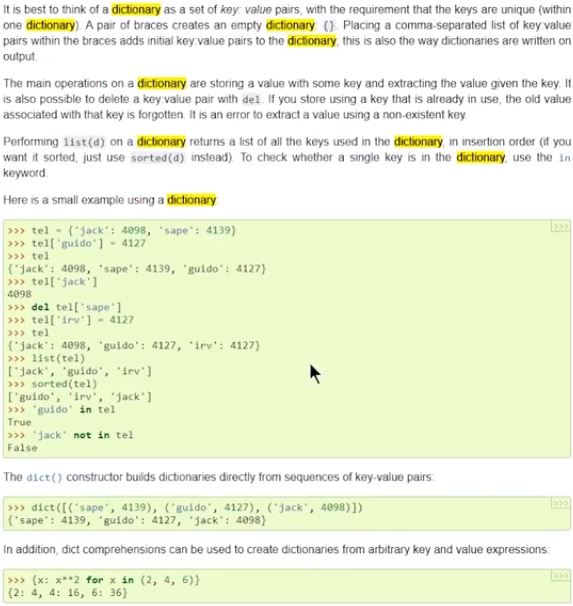 It is best to think of a dictionary as a set of key: value pairs, with the requirement that the keys are unique (within
one dictionary). A pair of braces creates an empty dictionary: {}. Placing a comma-separated list of key:value
pairs within the braces adds initial key:value pairs to the dictionary; this is also the way dictionaries are written on
output.
The main operations on a dictionary are storing a value with some key and extracting the value given the key. It
is also possible to delete a key:value pair with del. If you store using a key that is already in use, the old value
associated with that key is forgotten. It is an error to extract a value using a non-existent key.
Performing list(d) on a dictionary returns a list of all the keys used in the dictionary, in insertion order (if you
want it sorted, just use sorted(d) instead). To check whether a single key is in the dictionary, use the in
keyword.
Here is a small example using a dictionary:
>>>
>>> tel = {'jack': 4098, 'sape': 4139}
>>> tel['guido'] = 4127
>>> tel
{'jack': 4098, 'sape': 4139, 'guido': 4127}
>>> tel['jack']
4098
>>> del tel['sape']
>>> tel['irv'] = 4127
>>> tel
{'jack': 4098, 'guido': 4127, 'irv': 4127}
>>> list(tel)
['jack', 'guido', 'irv']
>>> sorted(tel)
['guido', 'irv', 'jack']
>>> 'guido' in tel
True
>>> 'jack' not in tel
False
The dict() constructor builds dictionaries directly from sequences of key-value pairs:
>>>
>>> dict([('sape', 4139), ('guido', 4127), ('jack', 4098)])
{'sape': 4139, 'guido': 4127, 'jack': 4098}
In addition, dict comprehensions can be used to create dictionaries from arbitrary key and value expressions:
>>>
>>> {x: x**2 for x in (2, 4, 6)}
{2: 4, 4: 16, 6: 36}